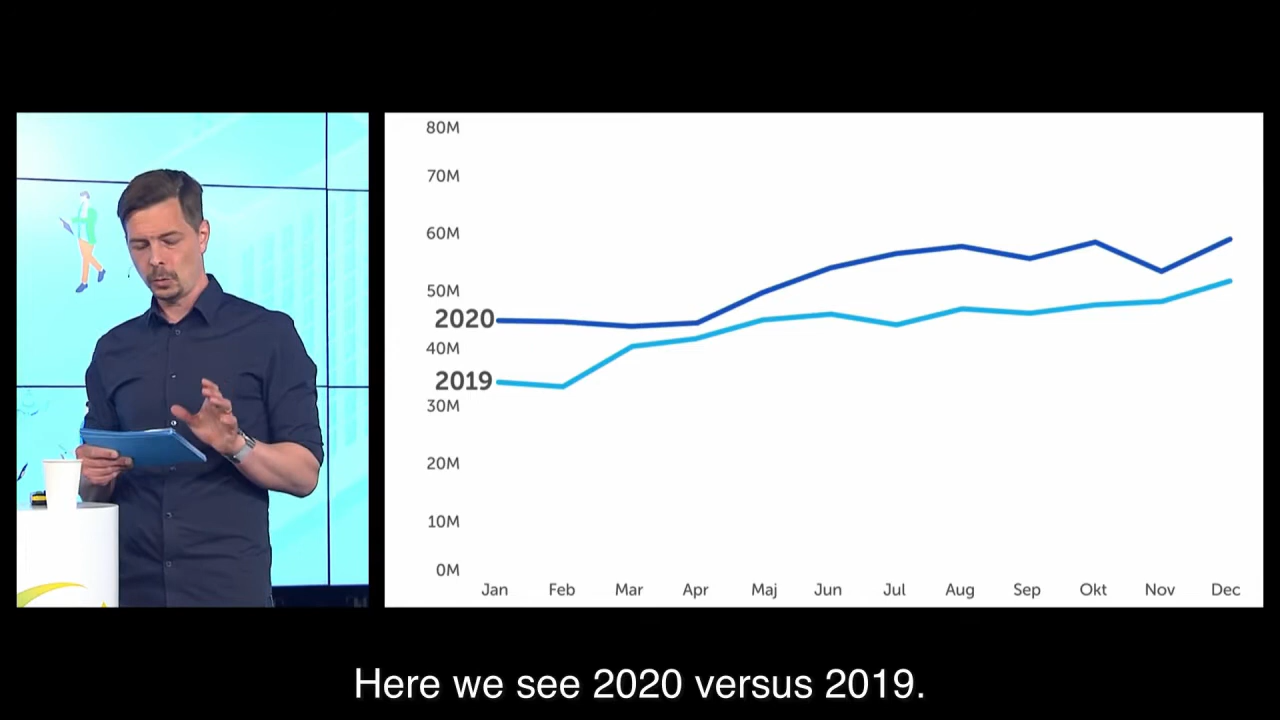 80M
70M
60M
50M
2020
40M
2019
30M
20M
10M
0M
Jan Feb Mar Apr Maj Jun Jul Aug Sep Okt Nov Dec
Here we see 2020 versus 2019.